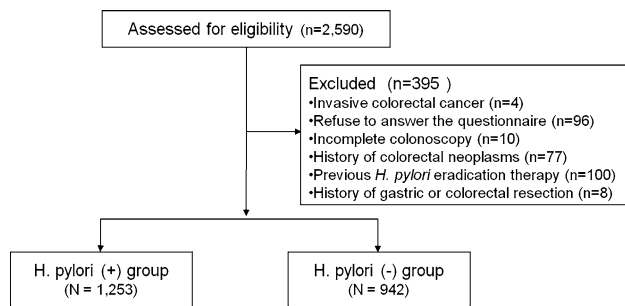 Assessed for eligibility (n=2,590)
Excluded (n=395)
•Invasive colorectal cancer (n=4)
•Refuse to answer the questionnaire (n=96)
•Incomplete colonoscopy (n=10)
•History of colorectal neoplasms (n=77)
•Previous H. pylori eradication therapy (n=100)
•History of gastric or colorectal resection (n=8)
H. pylori (+) group
(N = 1,253)
H. pylori (-) group
(N = 942)